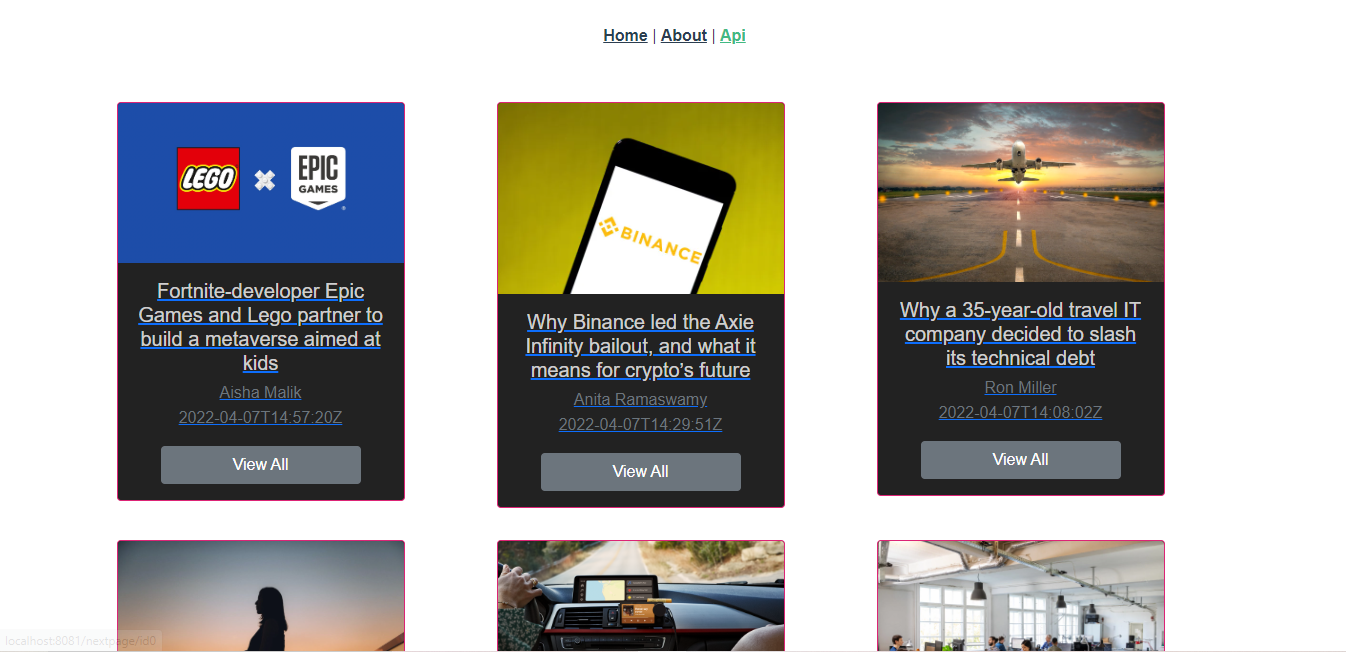 Home | About | Api
LEGO
EPIC
GAMES
BINANCE
Fortnite-developer Epic
Games and Lego partner to
build a metaverse aimed at
kids
Aisha Malik
2022-04-07T14:57:20Z
View All
Why Binance led the Axie
Infinity bailout, and what it
means for crypto’s future
Anita Ramaswamy
2022-04-07T14:29:51Z
View All
Why a 35-year-old travel IT
company decided to slash
its technical debt
Ron Miller
2022-04-07T14:08:02Z
View All
localhost:8081/nextpage/id0